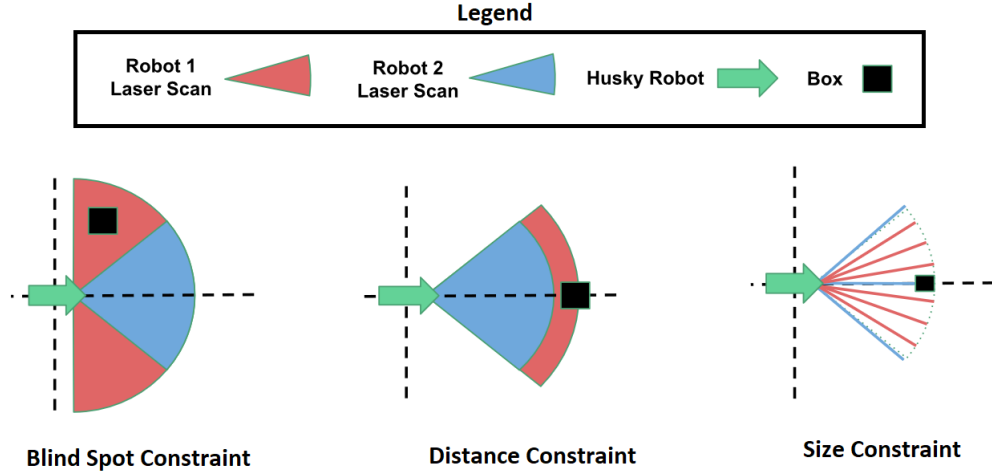 Legend
Robot 1
Laser Scan
Robot 2
Laser Scan
Husky Robot
Box
Blind Spot Constraint
Distance Constraint
Size Constraint